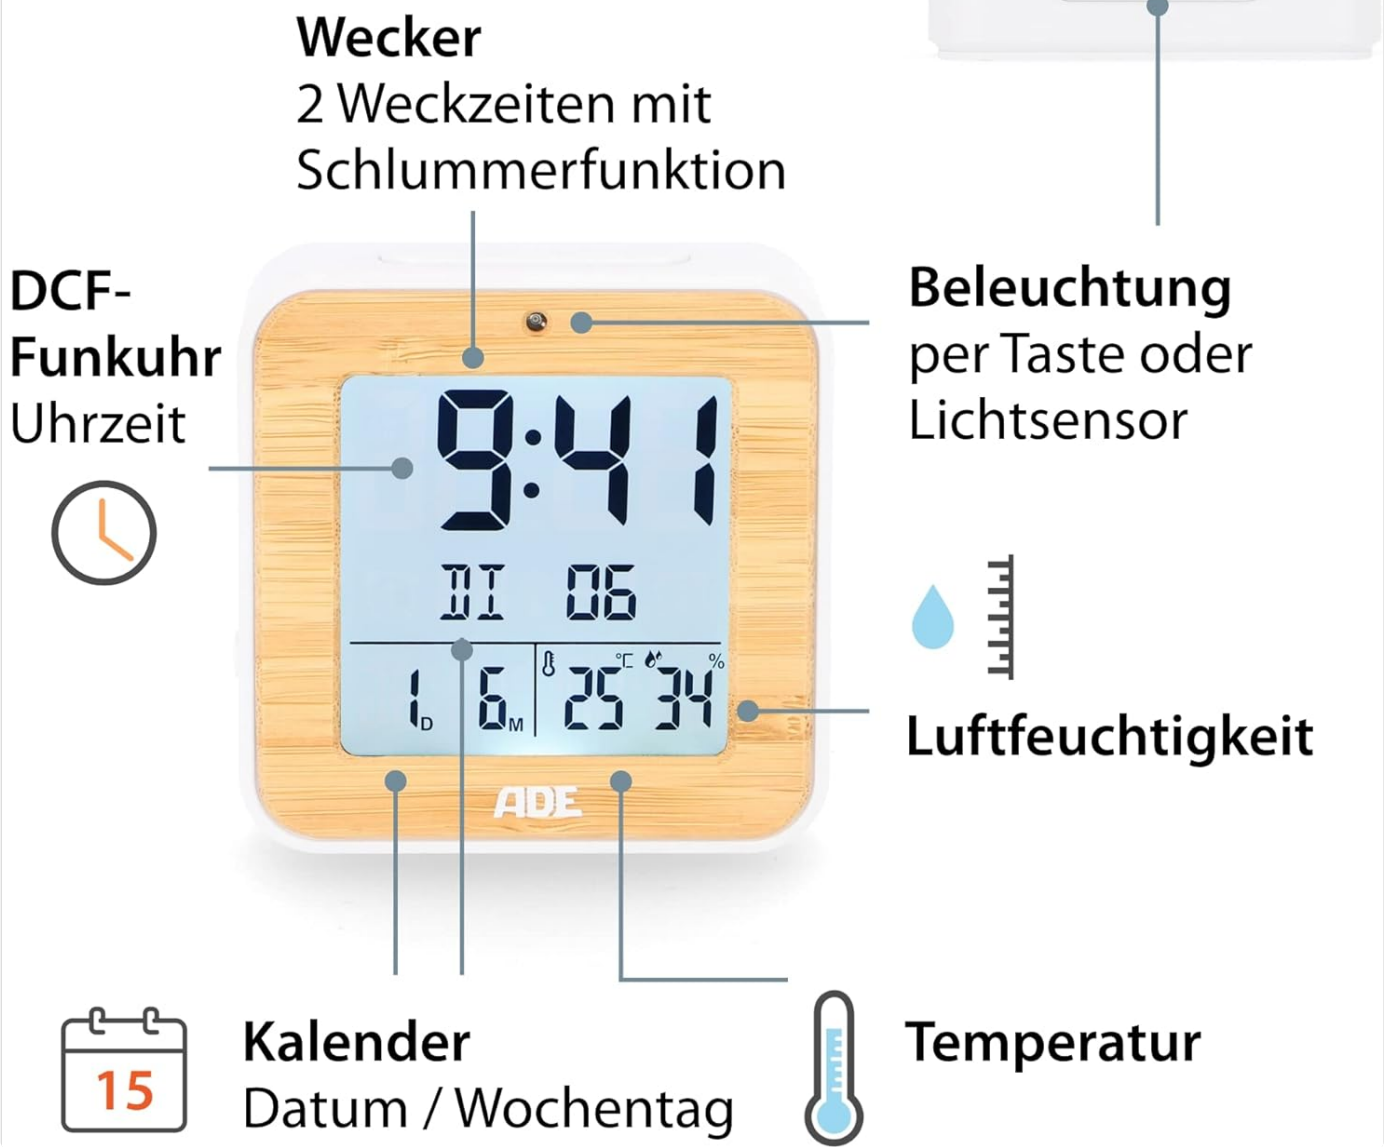 Wecker
2 Weckzeiten mit
Schlummerfunktion
DCF-
Funkuhr
Uhrzeit
Beleuchtung
per Taste oder
Lichtsensor
9:41
DI 06
1D 6M 25°C 34%
ADE
Luftfeuchtigkeit
15
Kalender
Datum / Wochentag
Temperatur